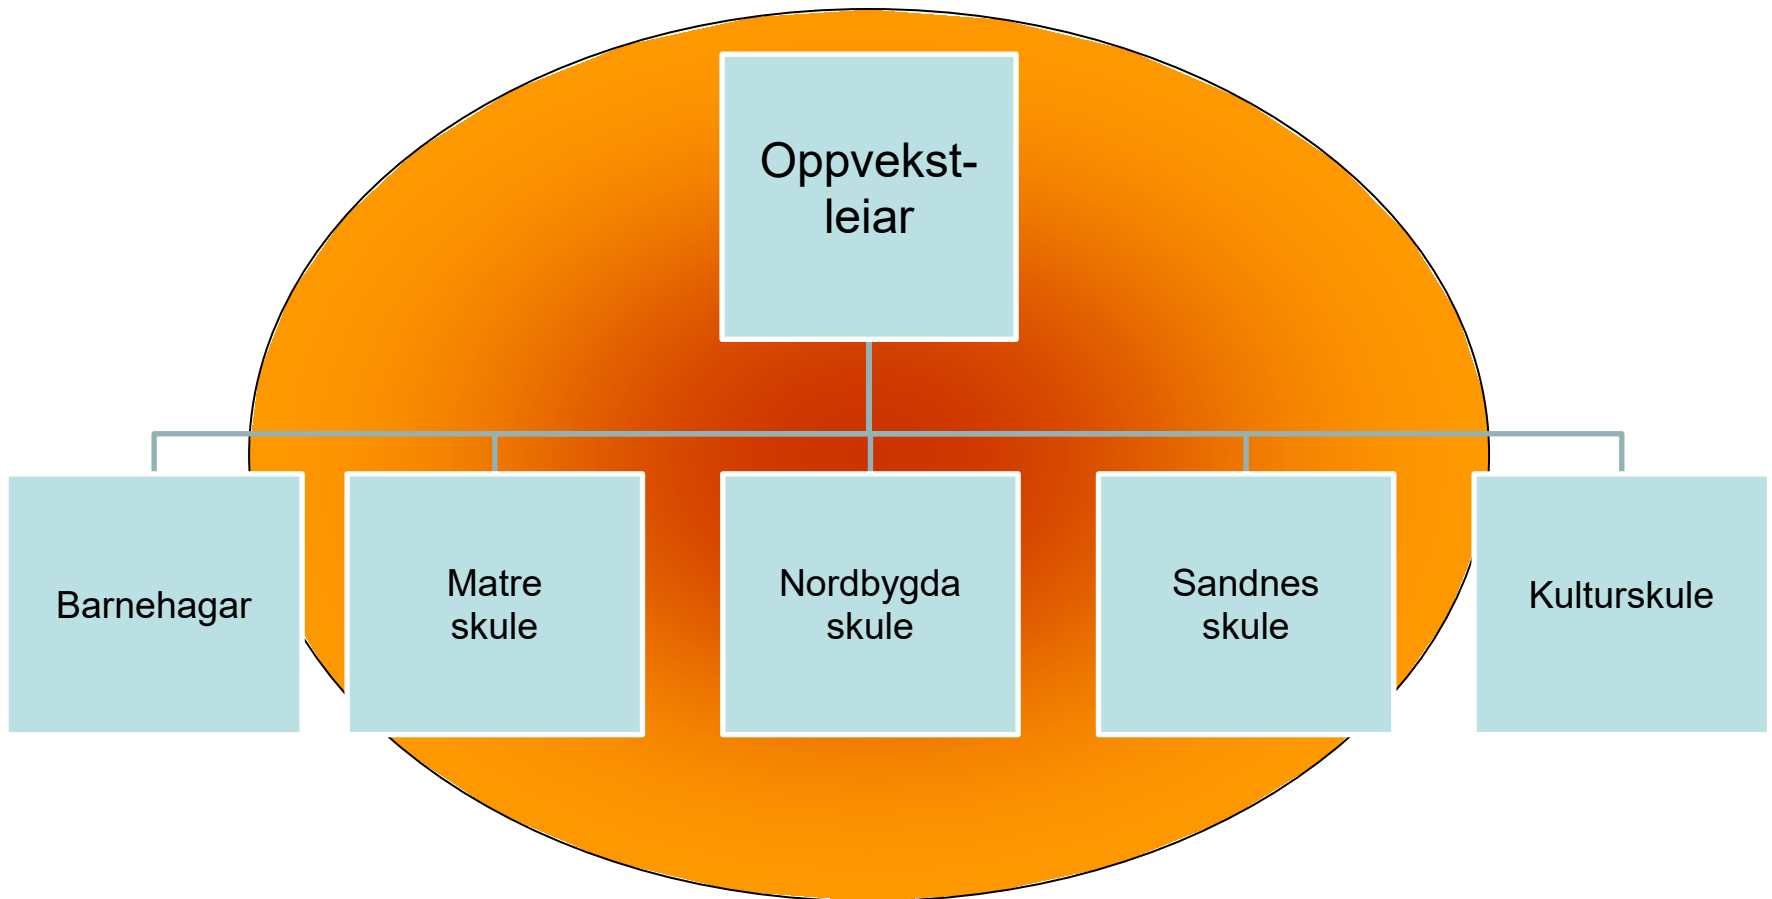 Oppvekst-
leiar
Barnehagar
Matre
skule
Nordbygda
skule
Sandnes
skule
Kulturskule